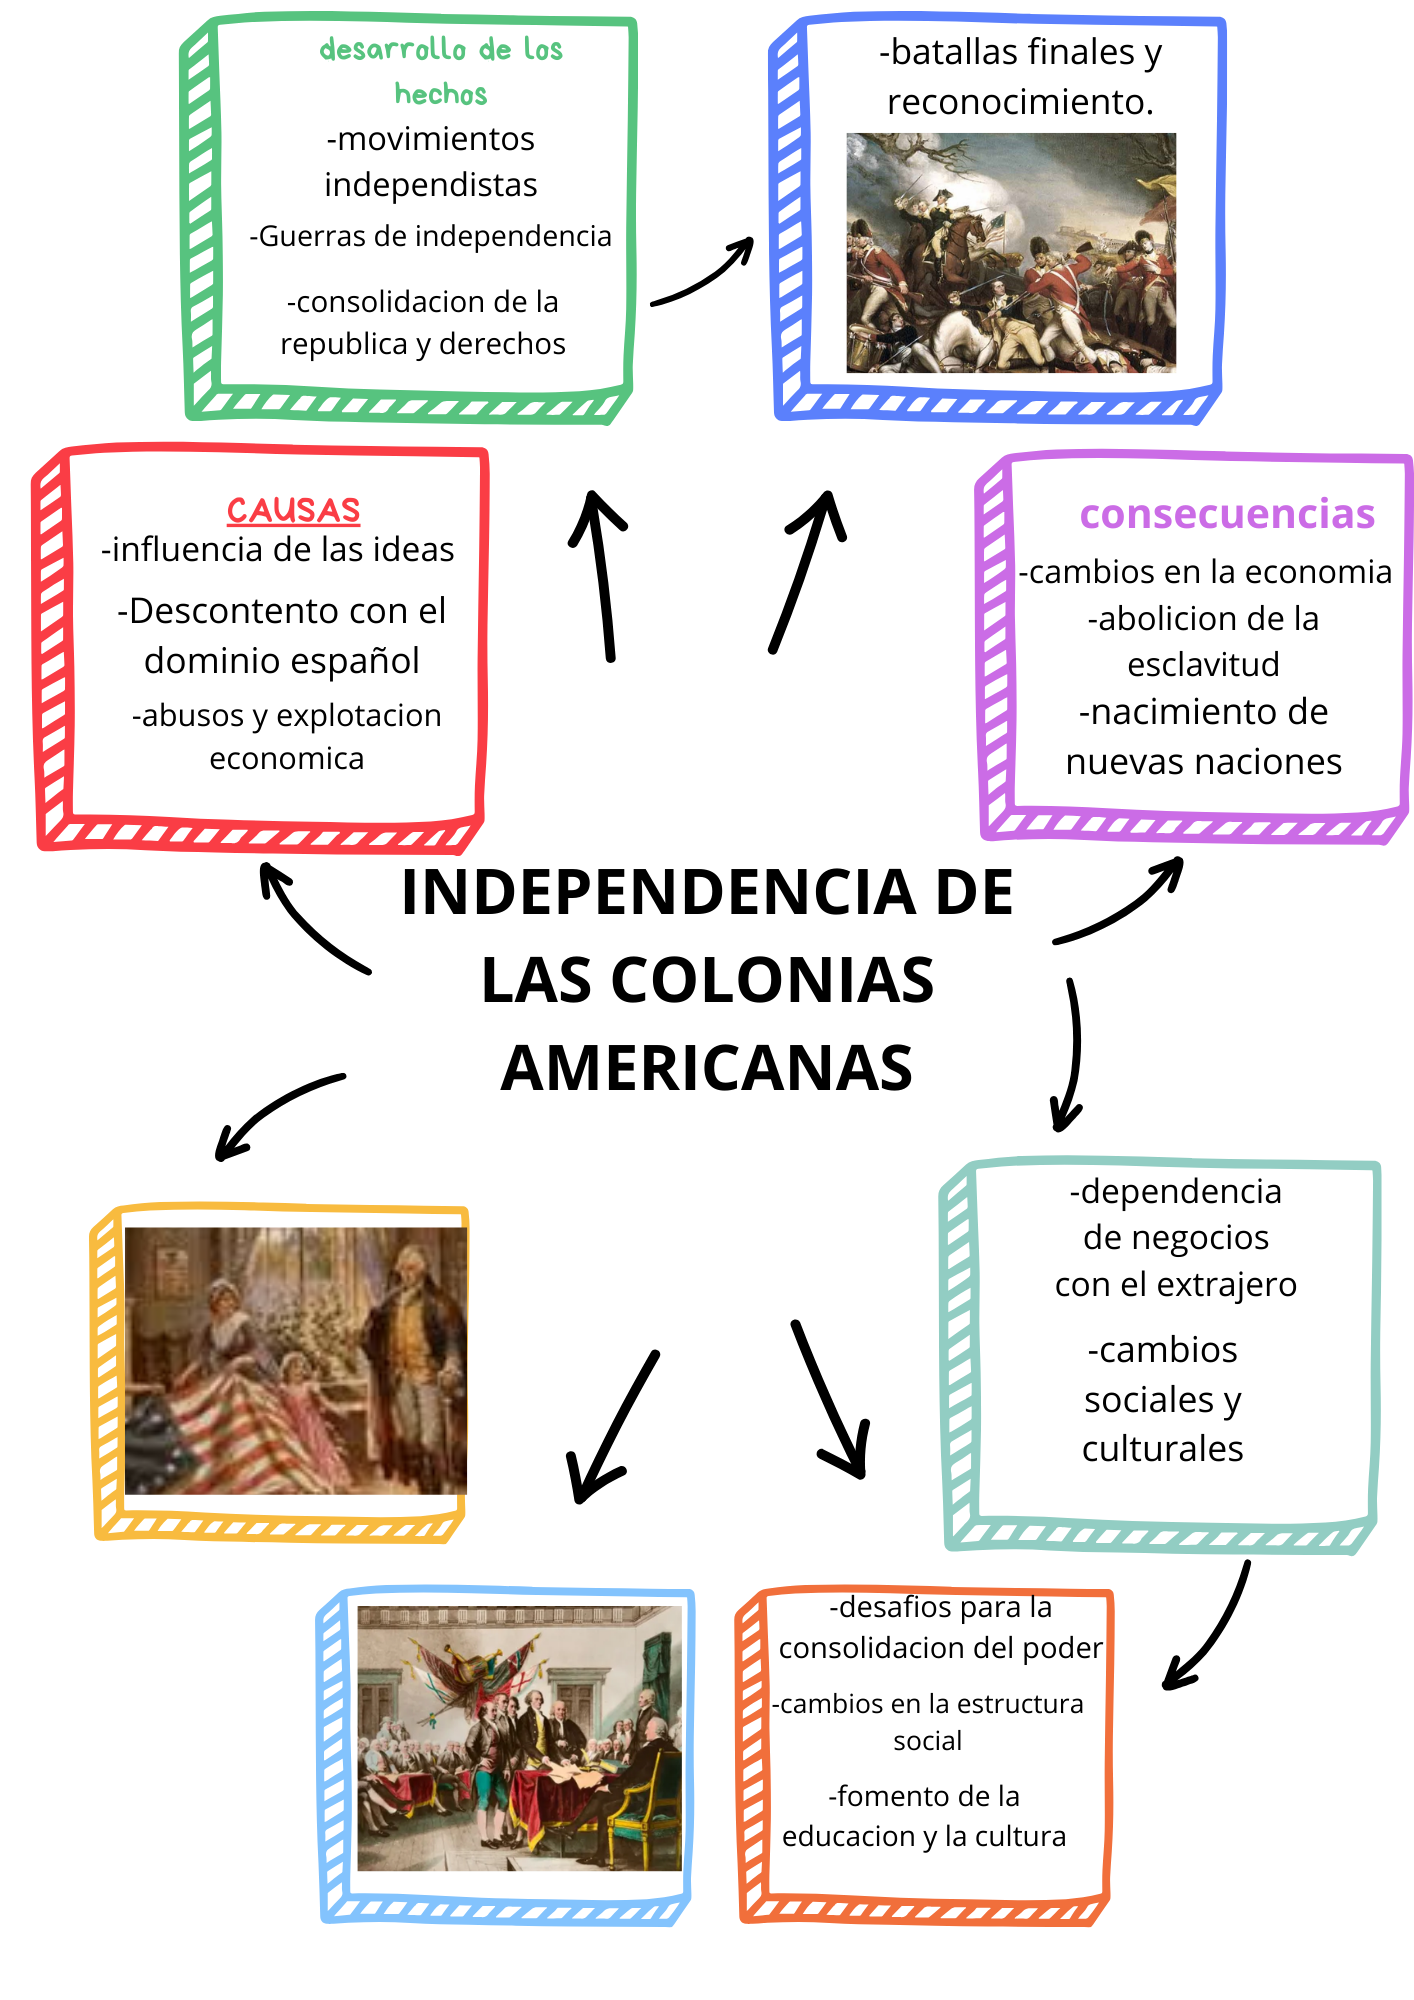 desarrollo de los
hechos
-movimientos
independistas
-Guerras de independencia
-consolidacion de la
republica y derechos
-batallas finales y
reconocimiento.
CAUSAS
-influencia de las ideas
-Descontento con el
dominio español
-abusos y explotacion
economica
consecuencias
-cambios en la economia
-abolicion de la
esclavitud
-nacimiento de
nuevas naciones
INDEPENDENCIA DE
LAS COLONIAS
AMERICANAS
-dependencia
de negocios
con el extrajero
-cambios
sociales y
culturales
-desafios para la
consolidacion del poder
-cambios en la estructura
social
-fomento de la
educacion y la cultura